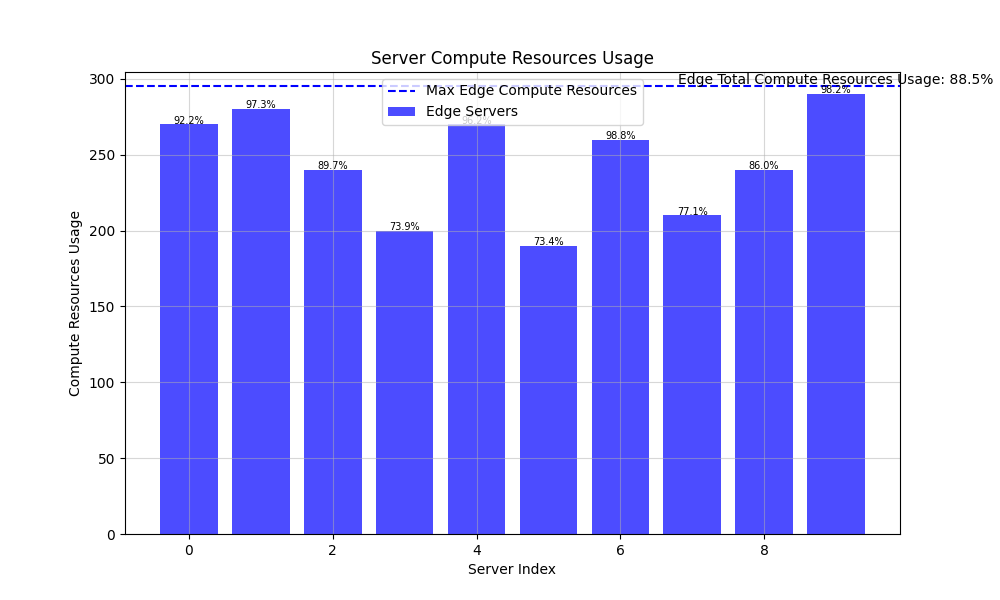 Server Compute Resources Usage
Edge Total Compute Resources Usage: 88.5%
Max Edge Compute Resources
Edge Servers
92.2%
97.3%
89.7%
73.9%
73.4%
98.8%
77.1%
86.0%
98.2%
Compute Resources Usage
300
250
200
150
100
50
0
0 2 4 6 8
Server Index